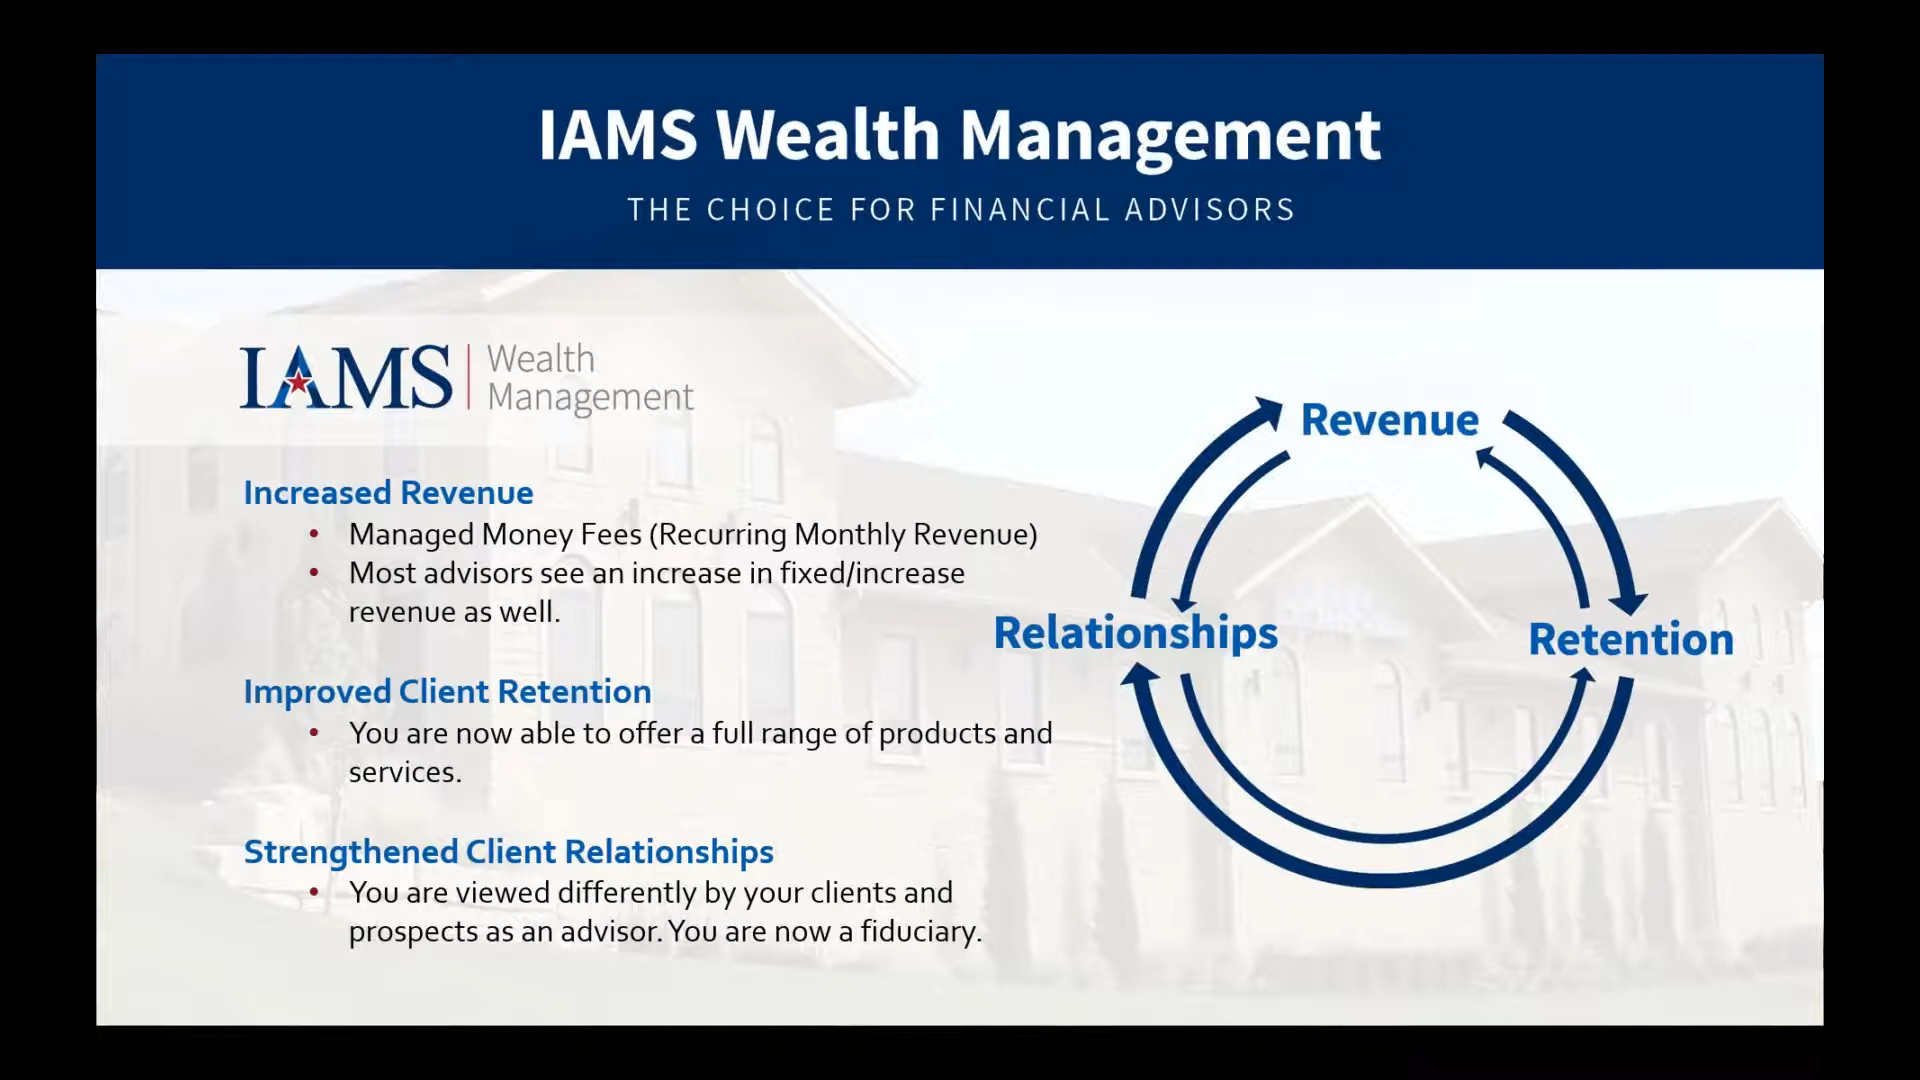 IAMS Wealth Management
THE CHOICE FOR FINANCIAL ADVISORS
IAMS Wealth
Management
Increased Revenue
• Managed Money Fees (Recurring Monthly Revenue)
• Most advisors see an increase in fixed/increase
revenue as well.
Improved Client Retention
• You are now able to offer a full range of products and
services.
Strengthened Client Relationships
• You are viewed differently by your clients and
prospects as an advisor. You are now a fiduciary.
Revenue
Relationships
Retention